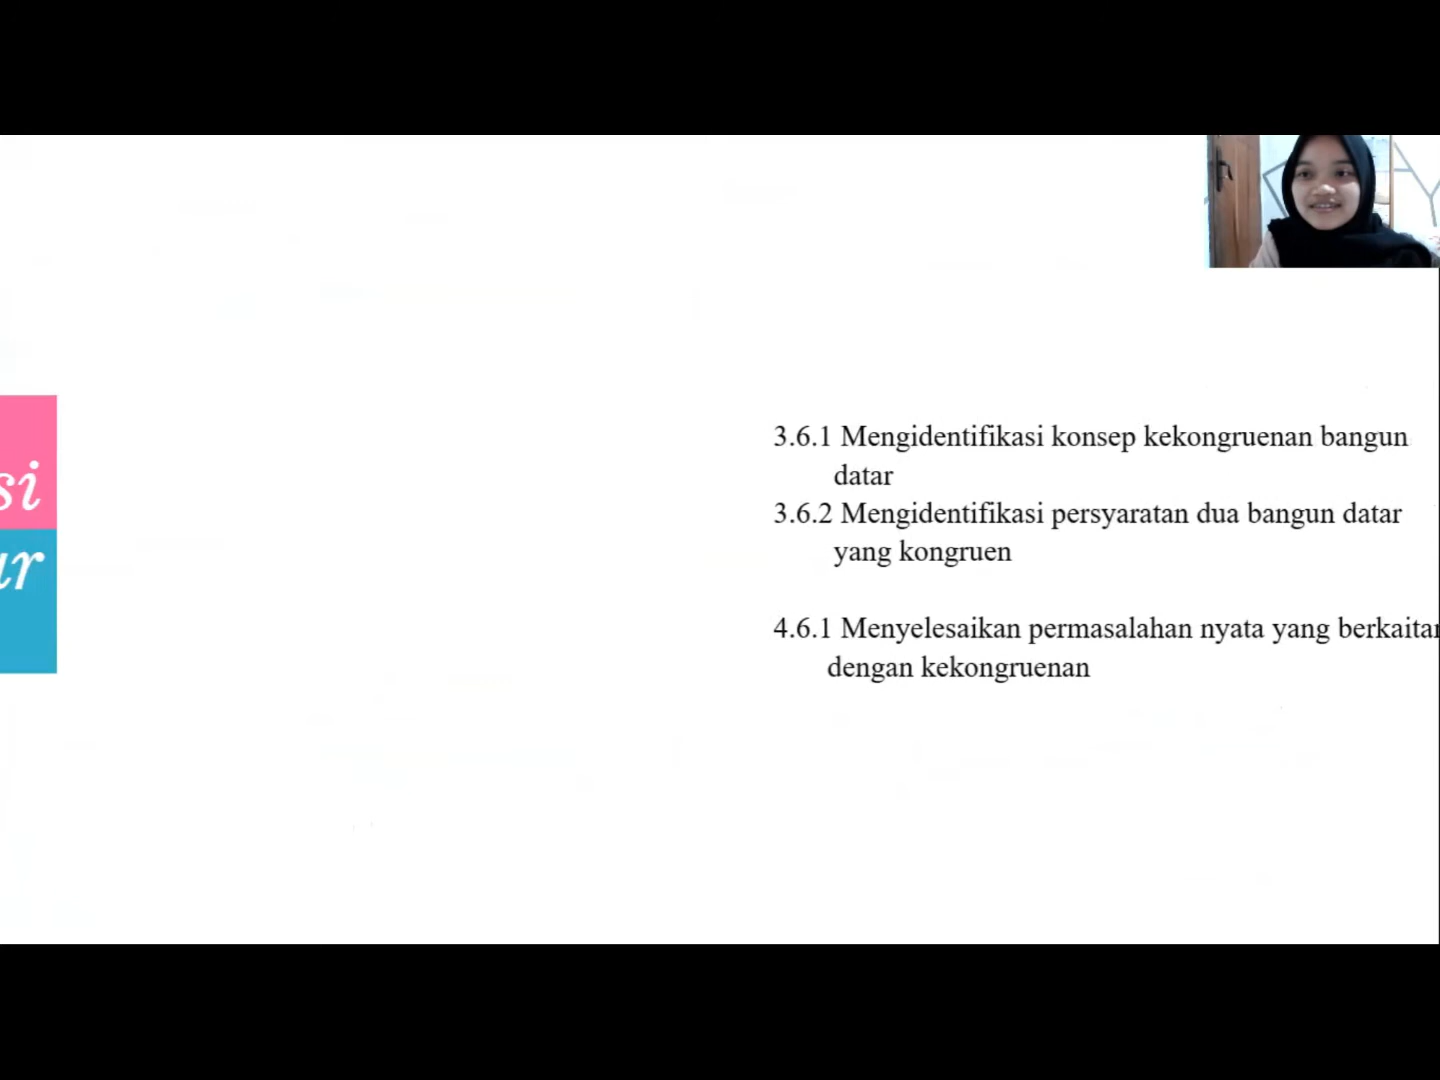 si
ur
3.6.1 Mengidentifikasi konsep kekongruenan bangun
datar
3.6.2 Mengidentifikasi persyaratan dua bangun datar
yang kongruen
4.6.1 Menyelesaikan permasalahan nyata yang berkaitan
dengan kekongruenan